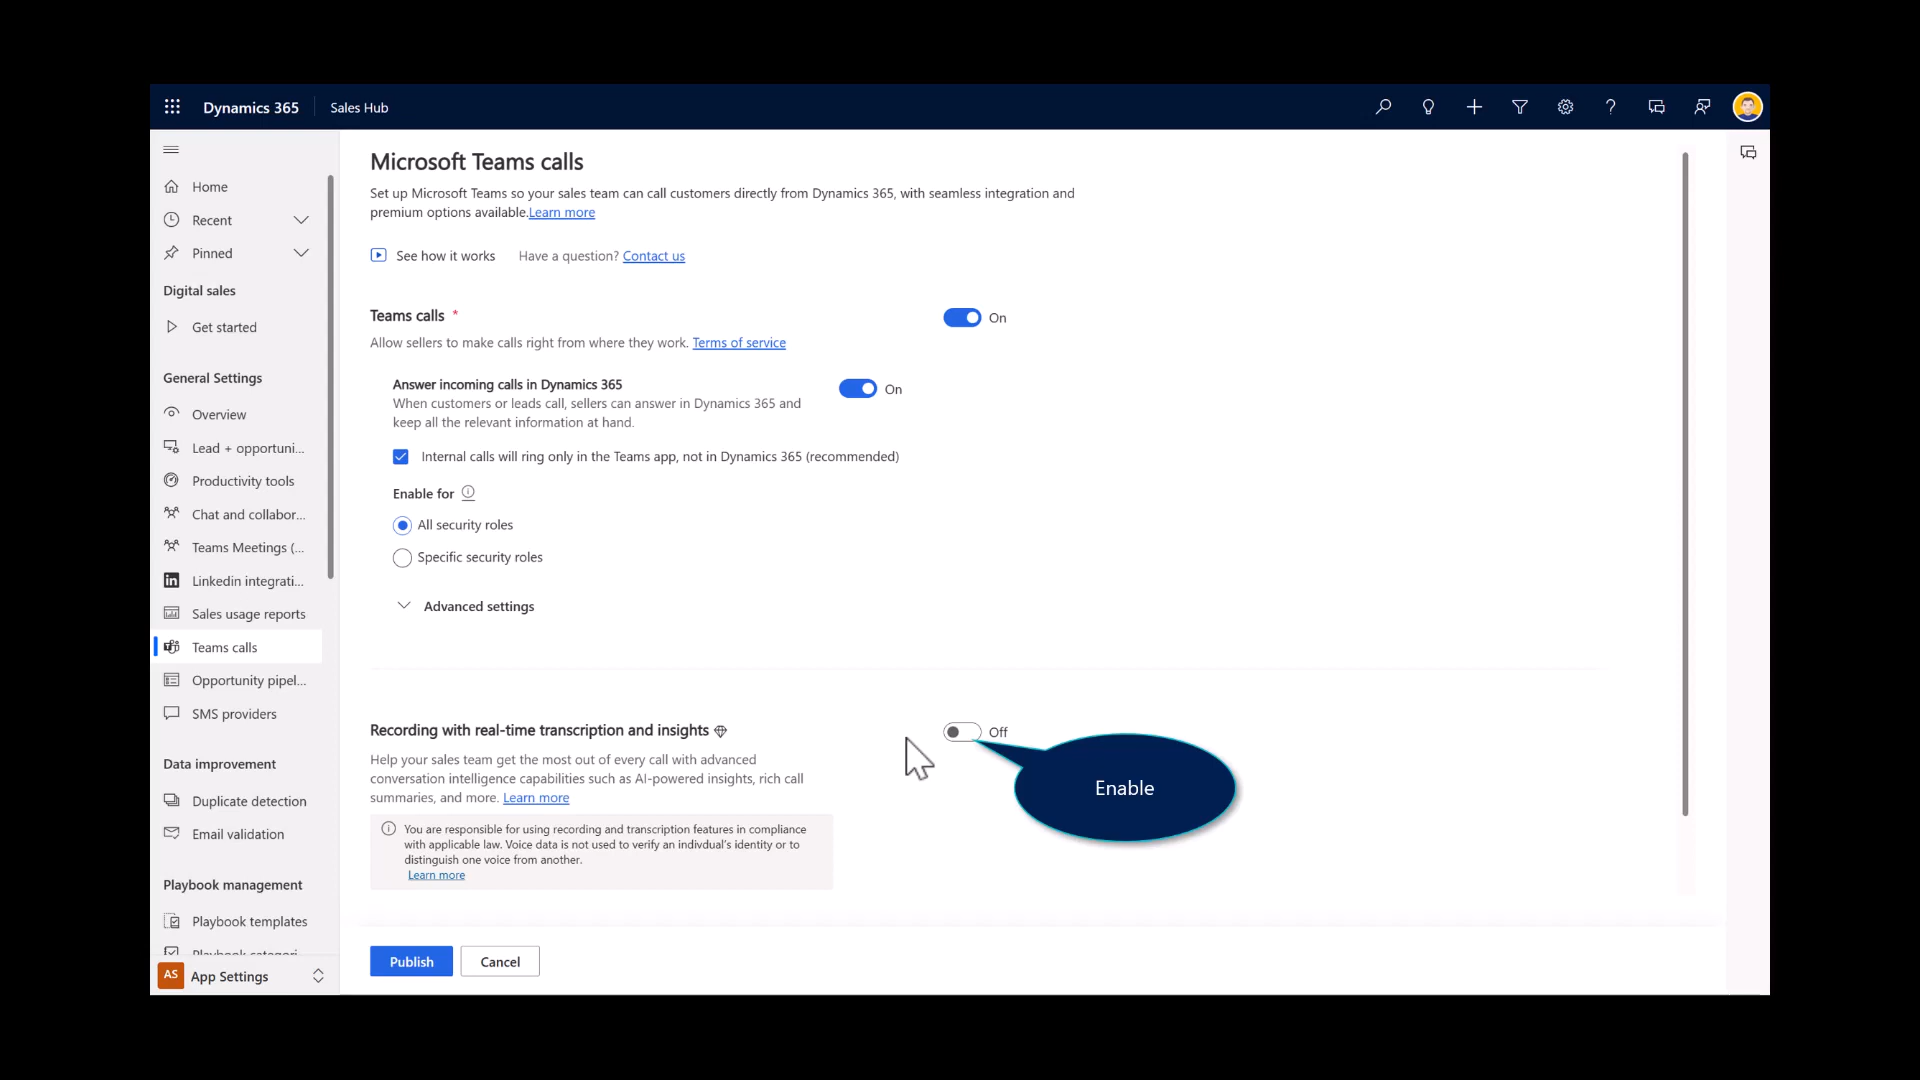 Dynamics 365
Sales Hub
Home
Recent
Pinned
Digital sales
Get started
General Settings
Overview
Lead + opportuni...
Productivity tools
Chat and collabor...
Teams Meetings (...
Linkedin integrati...
Sales usage reports
Teams calls
Opportunity pipel...
SMS providers
Data improvement
Duplicate detection
Email validation
Playbook management
Playbook templates
Playbook categori
AS
App Settings
Microsoft Teams calls
Set up Microsoft Teams so your sales team can call customers directly from Dynamics 365, with seamless integration and
premium options available.Learn more
See how it works
Have a question? Contact us
Teams calls *
On
Allow sellers to make calls right from where they work. Terms of service
Answer incoming calls in Dynamics 365
On
When customers or leads call, sellers can answer in Dynamics 365 and
keep all the relevant information at hand.
Internal calls will ring only in the Teams app, not in Dynamics 365 (recommended)
Enable for
All security roles
Specific security roles
Advanced settings
Recording with real-time transcription and insights
Off
Enable
Help your sales team get the most out of every call with advanced
conversation intelligence capabilities such as AI-powered insights, rich call
summaries, and more. Learn more
You are responsible for using recording and transcription features in compliance
with applicable law. Voice data is not used to verify an indivdual's identity or to
distinguish one voice from another.
Learn more
Publish
Cancel